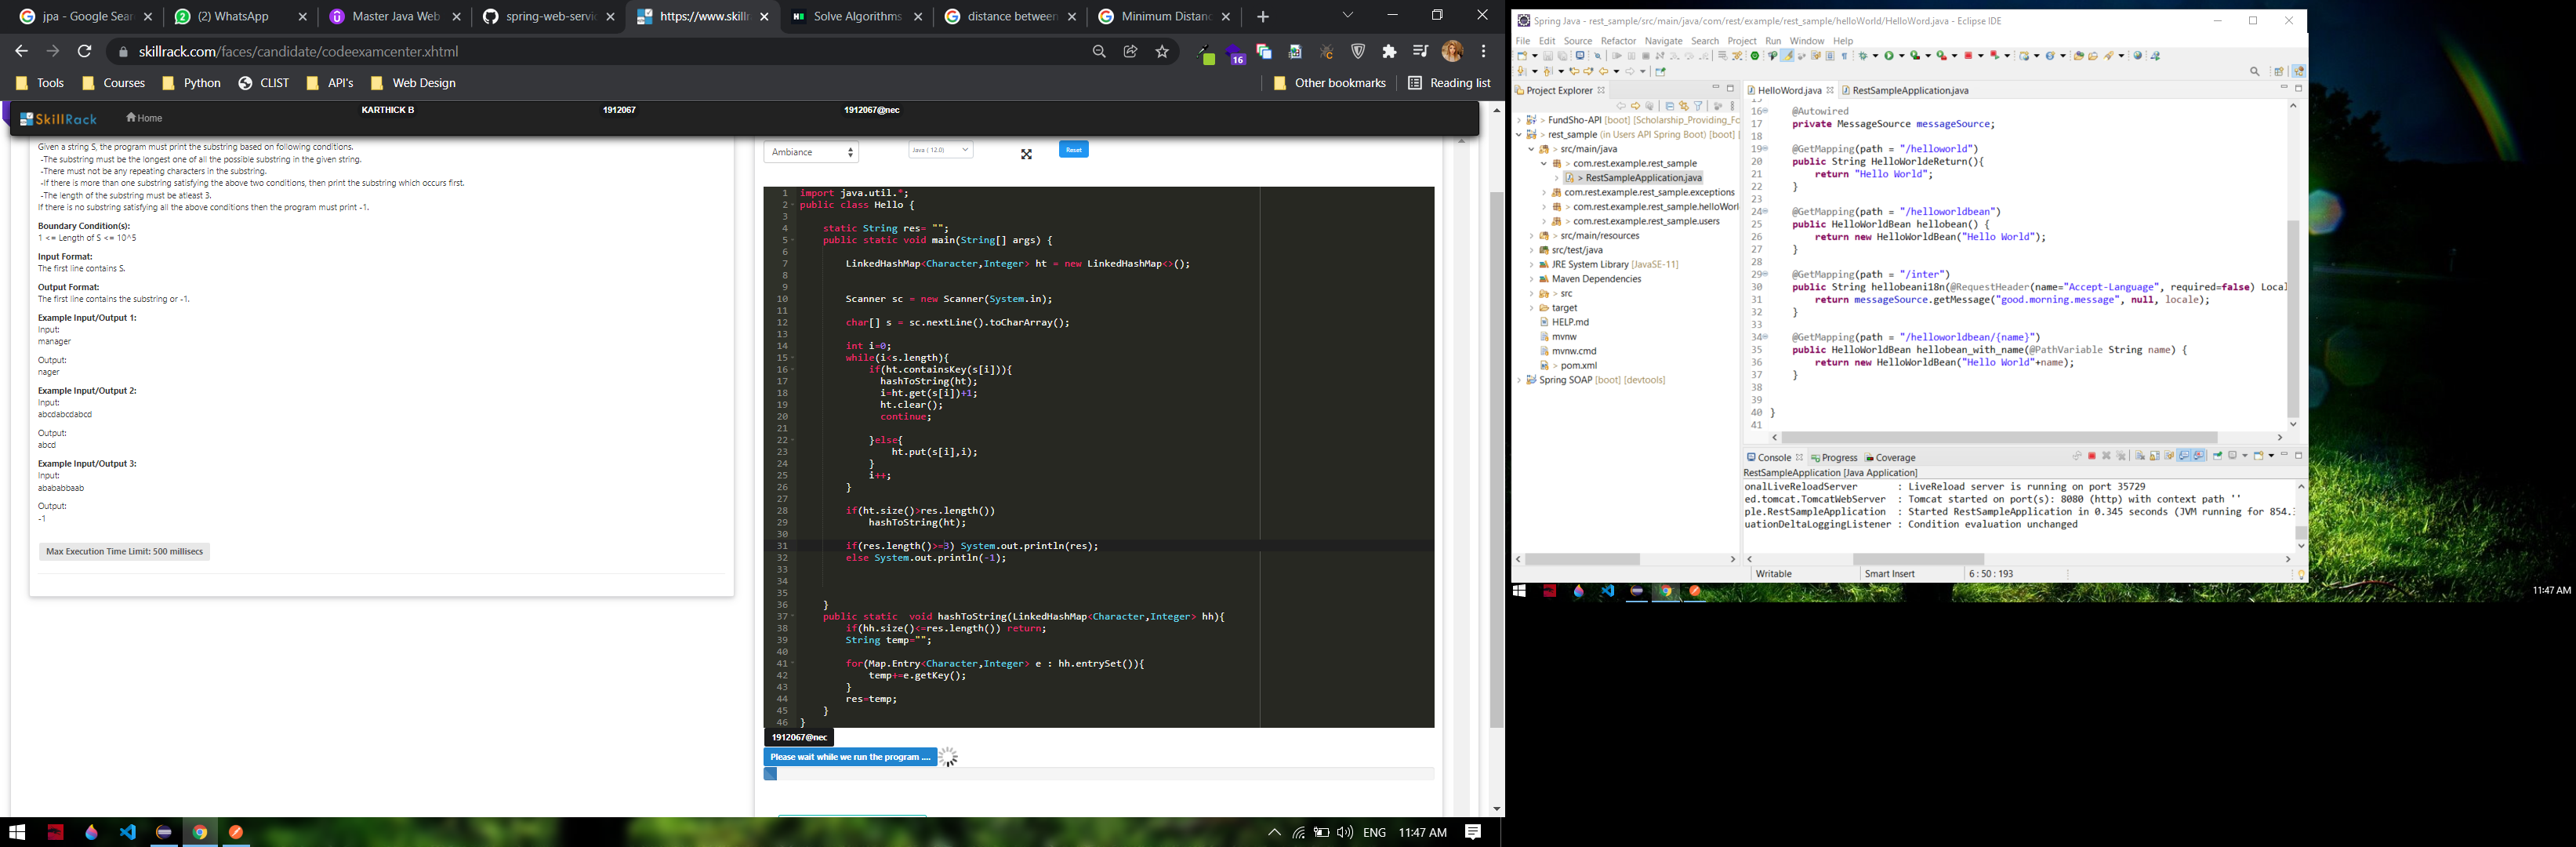 jpa - Google Sear
(2) WhatsApp
Master Java Web
spring-web-servic
https://www.skillr
Solve Algorithms
distance between
Minimum Distanc
skillrack.com/faces/candidate/codeexamcenter.xhtml
16
Tools
Courses
Python
CLIST
API's
Web Design
Other bookmarks
Reading list
SkillRack
Home
KARTHICK B
1912067
1912067@nec
Given a string S, the program must print the substring based on following conditions.
-The substring must be the longest one of all the possible substring in the given string.
-There must not be any repeating characters in the substring.
-If there is more than one substring satisfying the above two conditions, then print the substring which occurs first.
-The length of the substring must be atleast 3.
If there is no substring satisfying all the above conditions then the program must print -1.
Boundary Condition(s):
1 <= Length of S <= 10^5
Input Format:
The first line contains S.
Output Format:
The first line contains the substring or -1.
Example Input/Output 1:
Input:
manager
Output:
nager
Example Input/Output 2:
Input:
abcdabcdabcd
Output:
abcd
Example Input/Output 3:
Input:
abababbaab
Output:
-1
Max Execution Time Limit: 500 millisecs
Ambiance
Java ( 12.0)
Reset
1 import java.util.*;
2 public class Hello {
3
4 static String res= "";
5 public static void main(String[] args) {
6
7 LinkedHashMap<Character,Integer> ht = new LinkedHashMap<>();
8
9
10 Scanner sc = new Scanner(System.in);
11
12 char[] s = sc.nextLine().toCharArray();
13
14 int i=0;
15 while(i<s.length){
16 if(ht.containsKey(s[i])){
17 hashToString(ht);
18 i=ht.get(s[i])+1;
19 ht.clear();
20 continue;
21
22 }else{
23 ht.put(s[i],i);
24 }
25 i++;
26 }
27
28 if(ht.size()>res.length())
29 hashToString(ht);
30
31 if(res.length()>=3) System.out.println(res);
32 else System.out.println(-1);
33
34
35
36 }
37 public static  void hashToString(LinkedHashMap<Character,Integer> hh){
38 if(hh.size()<=res.length()) return;
39 String temp="";
40
41 for(Map.Entry<Character,Integer> e : hh.entrySet()){
42 temp+=e.getKey();
43 }
44 res=temp;
45 }
46 }
1912067@nec
Please wait while we run the program ....
ENG
11:47 AM
Spring Java - rest_sample/src/main/java/com/rest/example/rest_sample/helloWorld/HelloWord.java - Eclipse IDE
File Edit Source Refactor Navigate Search Project Run Window Help
Project Explorer
> FundSho-API [boot] [Scholarship_Providing_Fo
> rest_sample (in Users API Spring Boot) [boot] [
> src/main/java
> com.rest.example.rest_sample
> RestSampleApplication.java
com.rest.example.rest_sample.exceptions
> com.rest.example.rest_sample.helloWorl
> com.rest.example.rest_sample.users
> src/main/resources
src/test/java
JRE System Library [JavaSE-11]
Maven Dependencies
> src
target
HELP.md
mvnw
mvnw.cmd
> pom.xml
Spring SOAP [boot] [devtools]
HelloWord.java
RestSampleApplication.java
15
16 @Autowired
17 private MessageSource messageSource;
18
19 @GetMapping(path = "/helloworld")
20 public String HelloWorldeReturn(){
21 return "Hello World";
22 }
23
24 @GetMapping(path = "/helloworldbean")
25 public HelloWorldBean hellobean() {
26 return new HelloWorldBean("Hello World");
27 }
28
29 @GetMapping(path = "/inter")
30 public String hellobeani18n(@RequestHeader(name="Accept-Language", required=false) Local
31 return messageSource.getMessage("good.morning.message", null, locale);
32 }
33
34 @GetMapping(path = "/helloworldbean/{name}")
35 public HelloWorldBean hellobean_with_name(@PathVariable String name) {
36 return new HelloWorldBean("Hello World"+name);
37 }
38
39
40 }
41
Console
Progress
Coverage
RestSampleApplication [Java Application]
onalLiveReloadServer : LiveReload server is running on port 35729
ed.tomcat.TomcatWebServer : Tomcat started on port(s): 8080 (http) with context path ''
ple.RestSampleApplication : Started RestSampleApplication in 0.345 seconds (JVM running for 854.3
uationDeltaLoggingListener : Condition evaluation unchanged
Writable
Smart Insert
6 : 50 : 193
11:47 AM